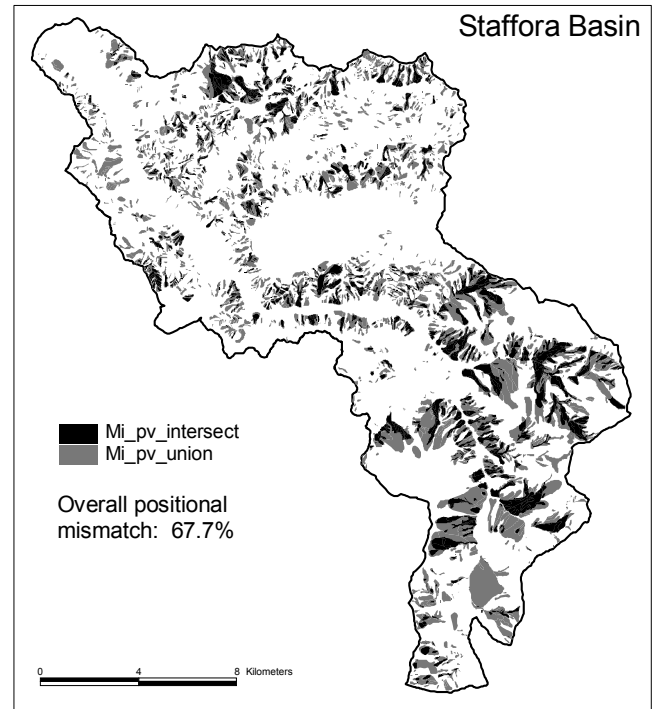 Staffora Basin
Mi_pv_intersect
Mi_pv_union
Overall positional
mismatch: 67.7%
0 4 8 Kilometers